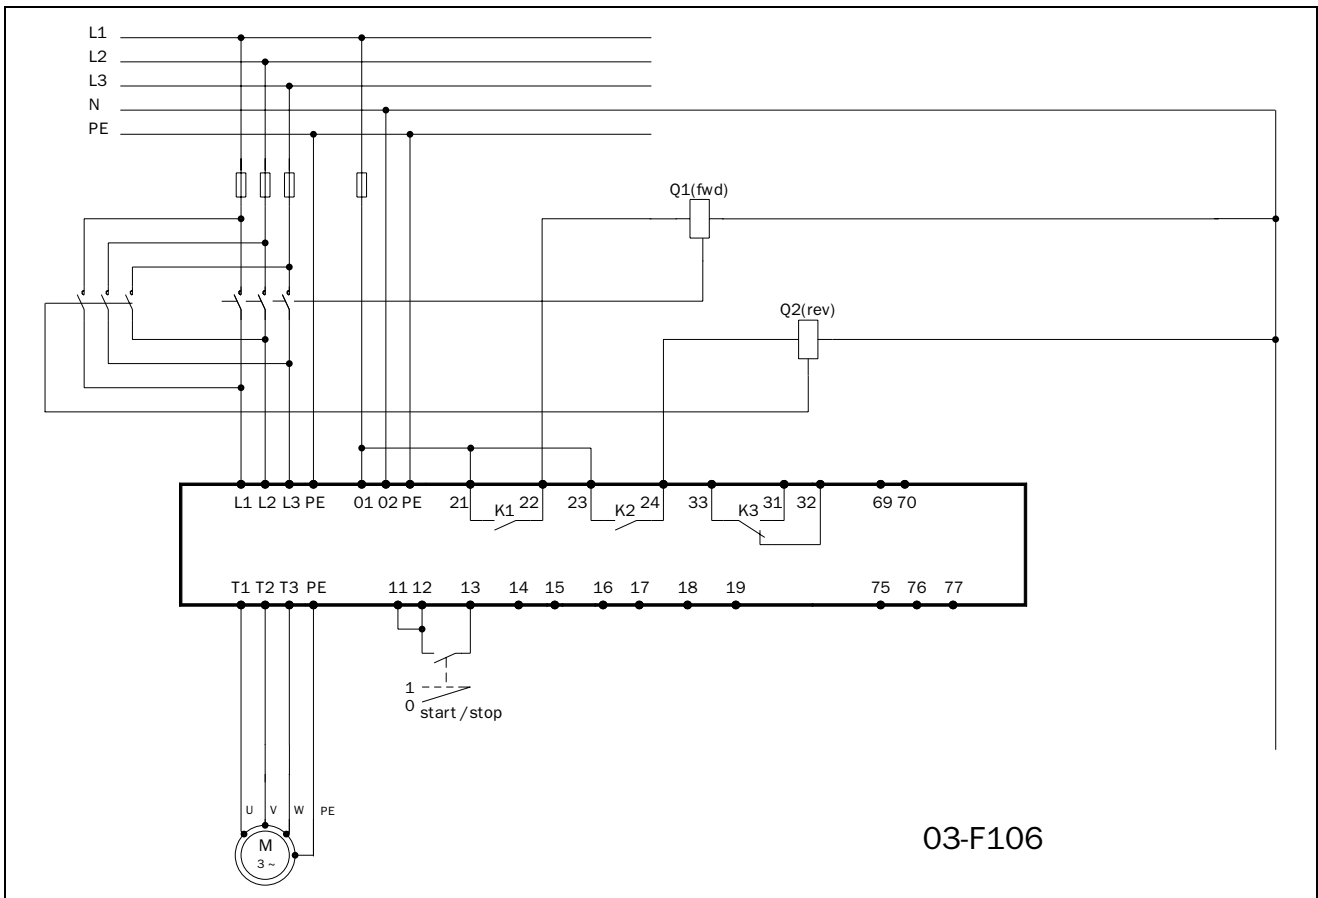 L1
L2
L3
N
PE
Q1(fwd)
Q2(rev)
L1 L2 L3 PE 01 02 PE 21 K1 22 23 K2 24 33 K3 31 32 69 70
T1 T2 T3 PE 11 12 13 14 15 16 17 18 19 75 76 77
1
0
start/stop
U V W PE
M
3 ~
03-F106